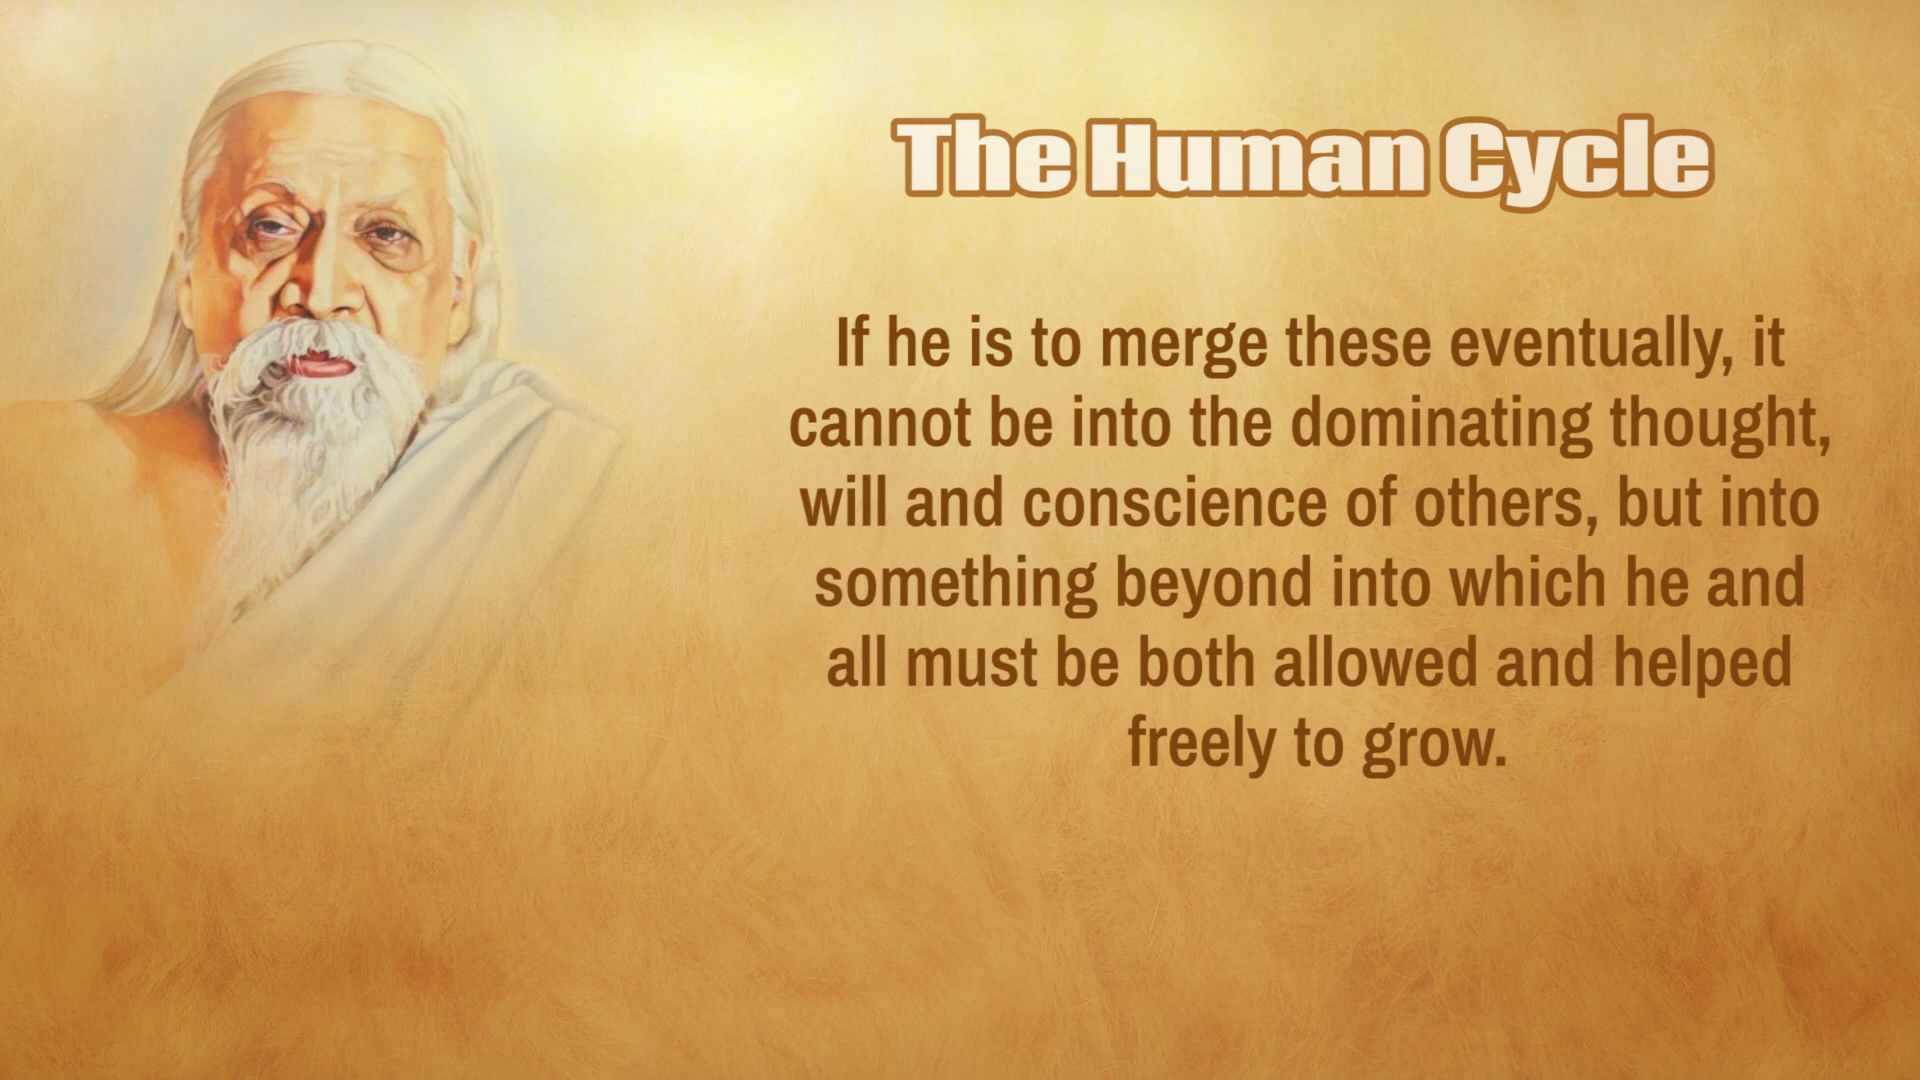 The Human Cycle
If he is to merge these eventually, it
cannot be into the dominating thought,
will and conscience of others, but into
something beyond into which he and
all must be both allowed and helped
freely to grow.